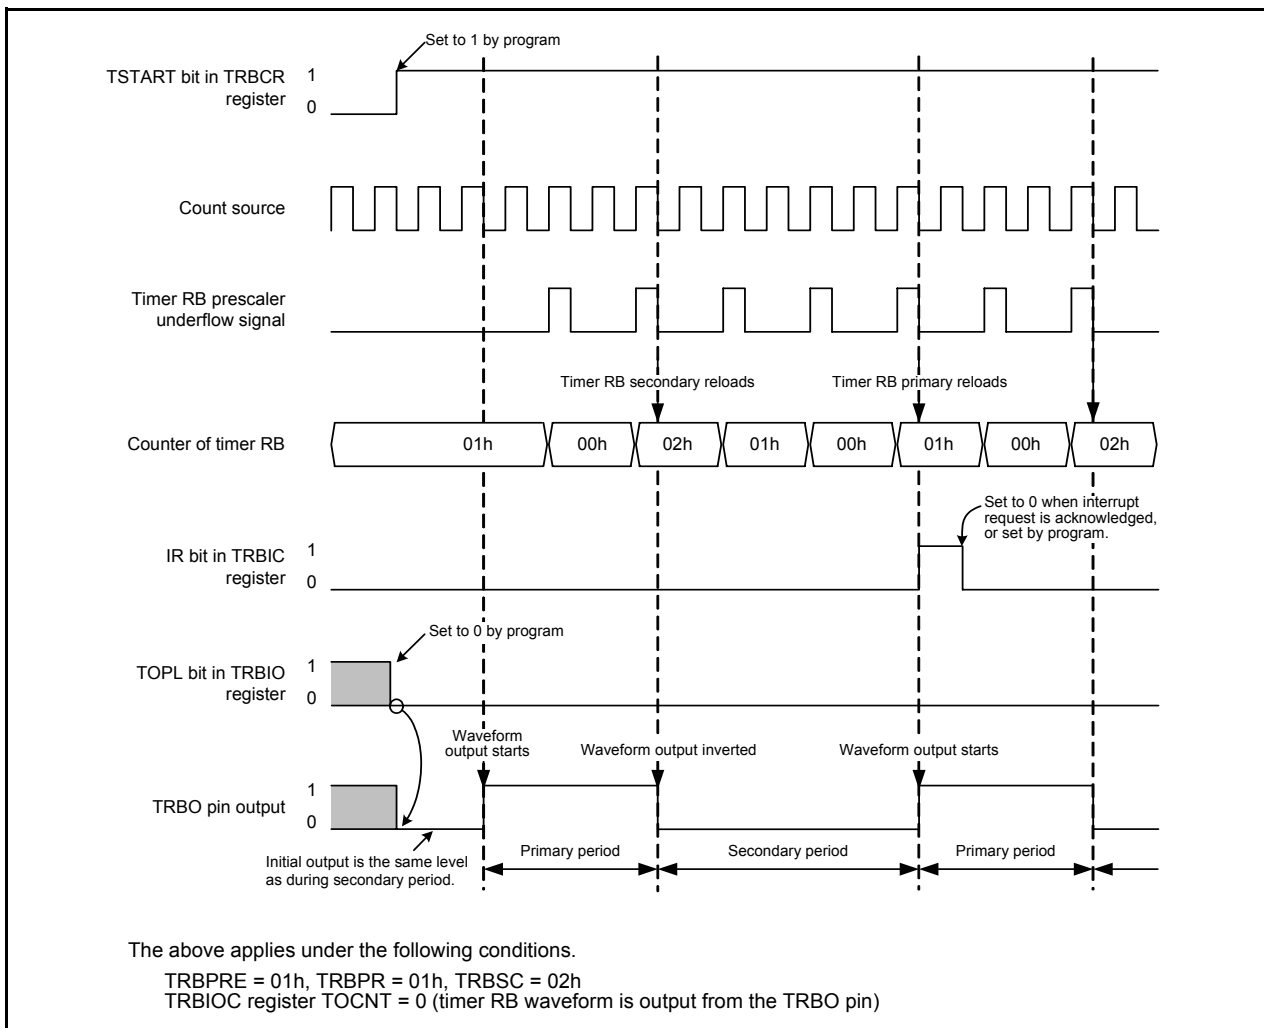 Set to 1 by program
TSTART bit in TRBCR
register
1
0
Count source
Timer RB prescaler
underflow signal
Timer RB secondary reloads
Timer RB primary reloads
Counter of timer RB
01h
00h
02h
01h
00h
01h
00h
02h
Set to 0 when interrupt
request is acknowledged,
or set by program.
IR bit in TRBIC
register
1
0
Set to 0 by program
TOPL bit in TRBIO
register
1
0
Waveform
output starts
Waveform output inverted
Waveform output starts
TRBO pin output
1
0
Initial output is the same level
as during secondary period.
Primary period
Secondary period
Primary period
The above applies under the following conditions.
TRBPRE = 01h, TRBPR = 01h, TRBSC = 02h
TRBIOC register TOCNT = 0 (timer RB waveform is output from the TRBO pin)